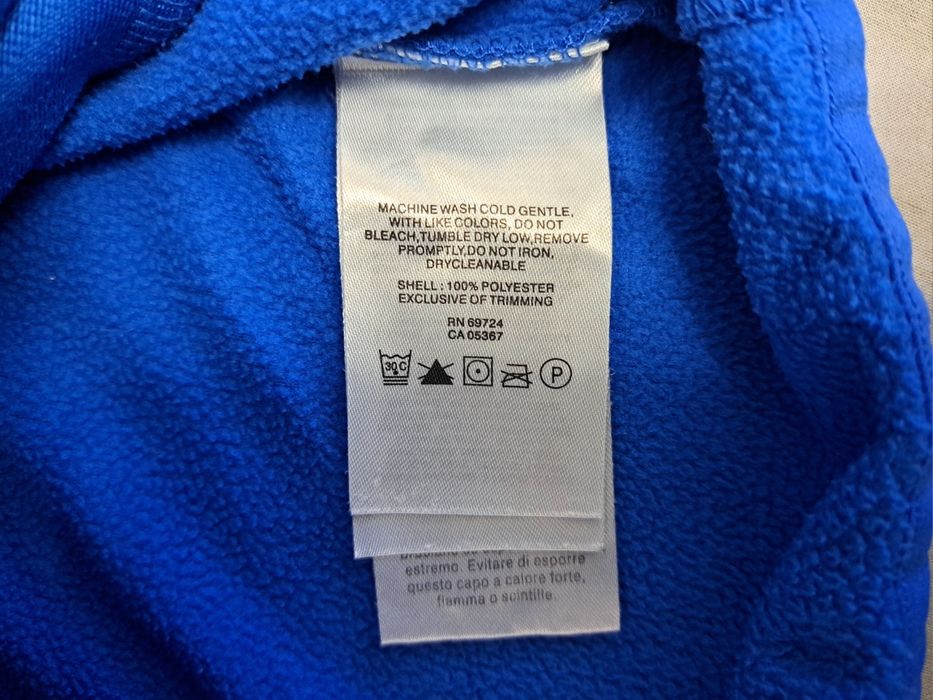 MACHINE WASH COLD GENTLE,
WITH LIKE COLORS, DO NOT
BLEACH,TUMBLE DRY LOW,REMOVE
PROMPTLY,DO NOT IRON,
DRYCLEANABLE
SHELL : 100% POLYESTER
EXCLUSIVE OF TRIMMING
RN 69724
CA 05367
30 C
P
estremo. Evitare di esporre
questo capo a calore forte,
fiamma o scintille.